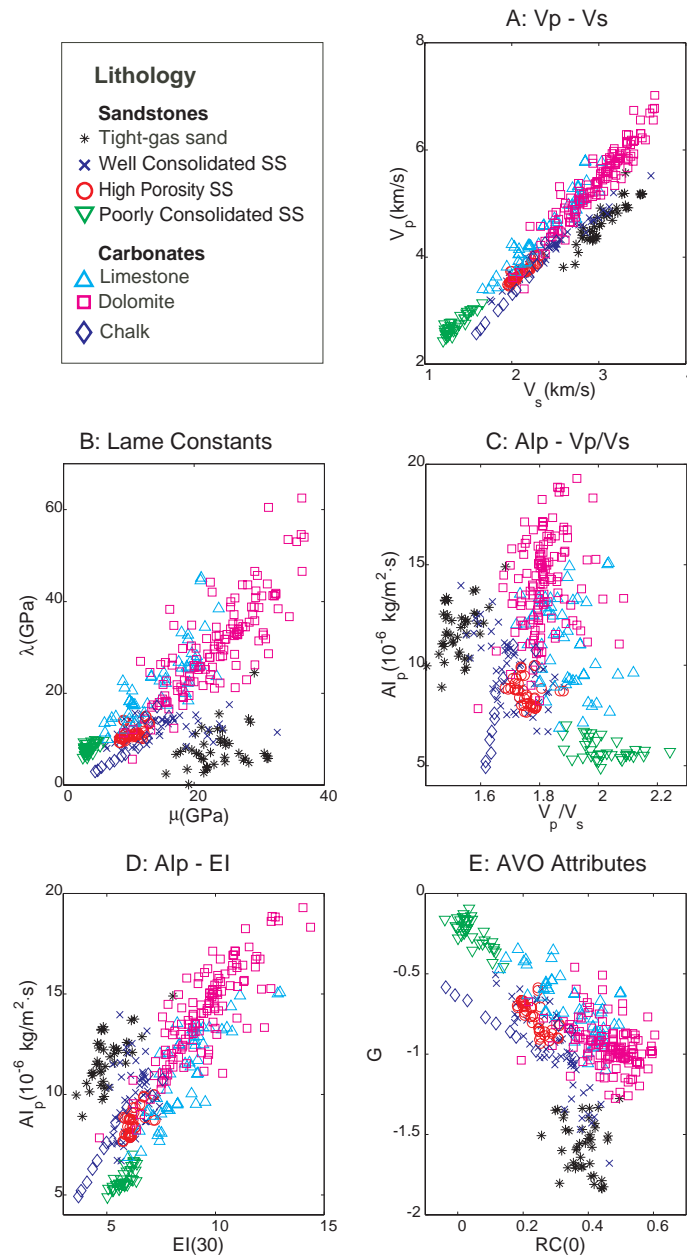 A: Vp - Vs
Lithology
Sandstones
Tight-gas sand
Well Consolidated SS
High Porosity SS
Poorly Consolidated SS
Carbonates
Limestone
Dolomite
Chalk
8
6
4
2
Vp (km/s)
1 2 3 4
Vs (km/s)
B: Lame Constants
60
40
20
0
λ(GPa)
0 20 40
μ(GPa)
C: AIp - Vp/Vs
20
15
10
5
AIp(10⁻⁶ kg/m²·s)
1.6 1.8 2 2.2
Vp/Vs
D: AIp - EI
20
15
10
5
AIp(10⁻⁶ kg/m²·s)
5 10 15
EI(30)
E: AVO Attributes
0
-0.5
-1
-1.5
-2
G
0 0.2 0.4 0.6
RC(0)